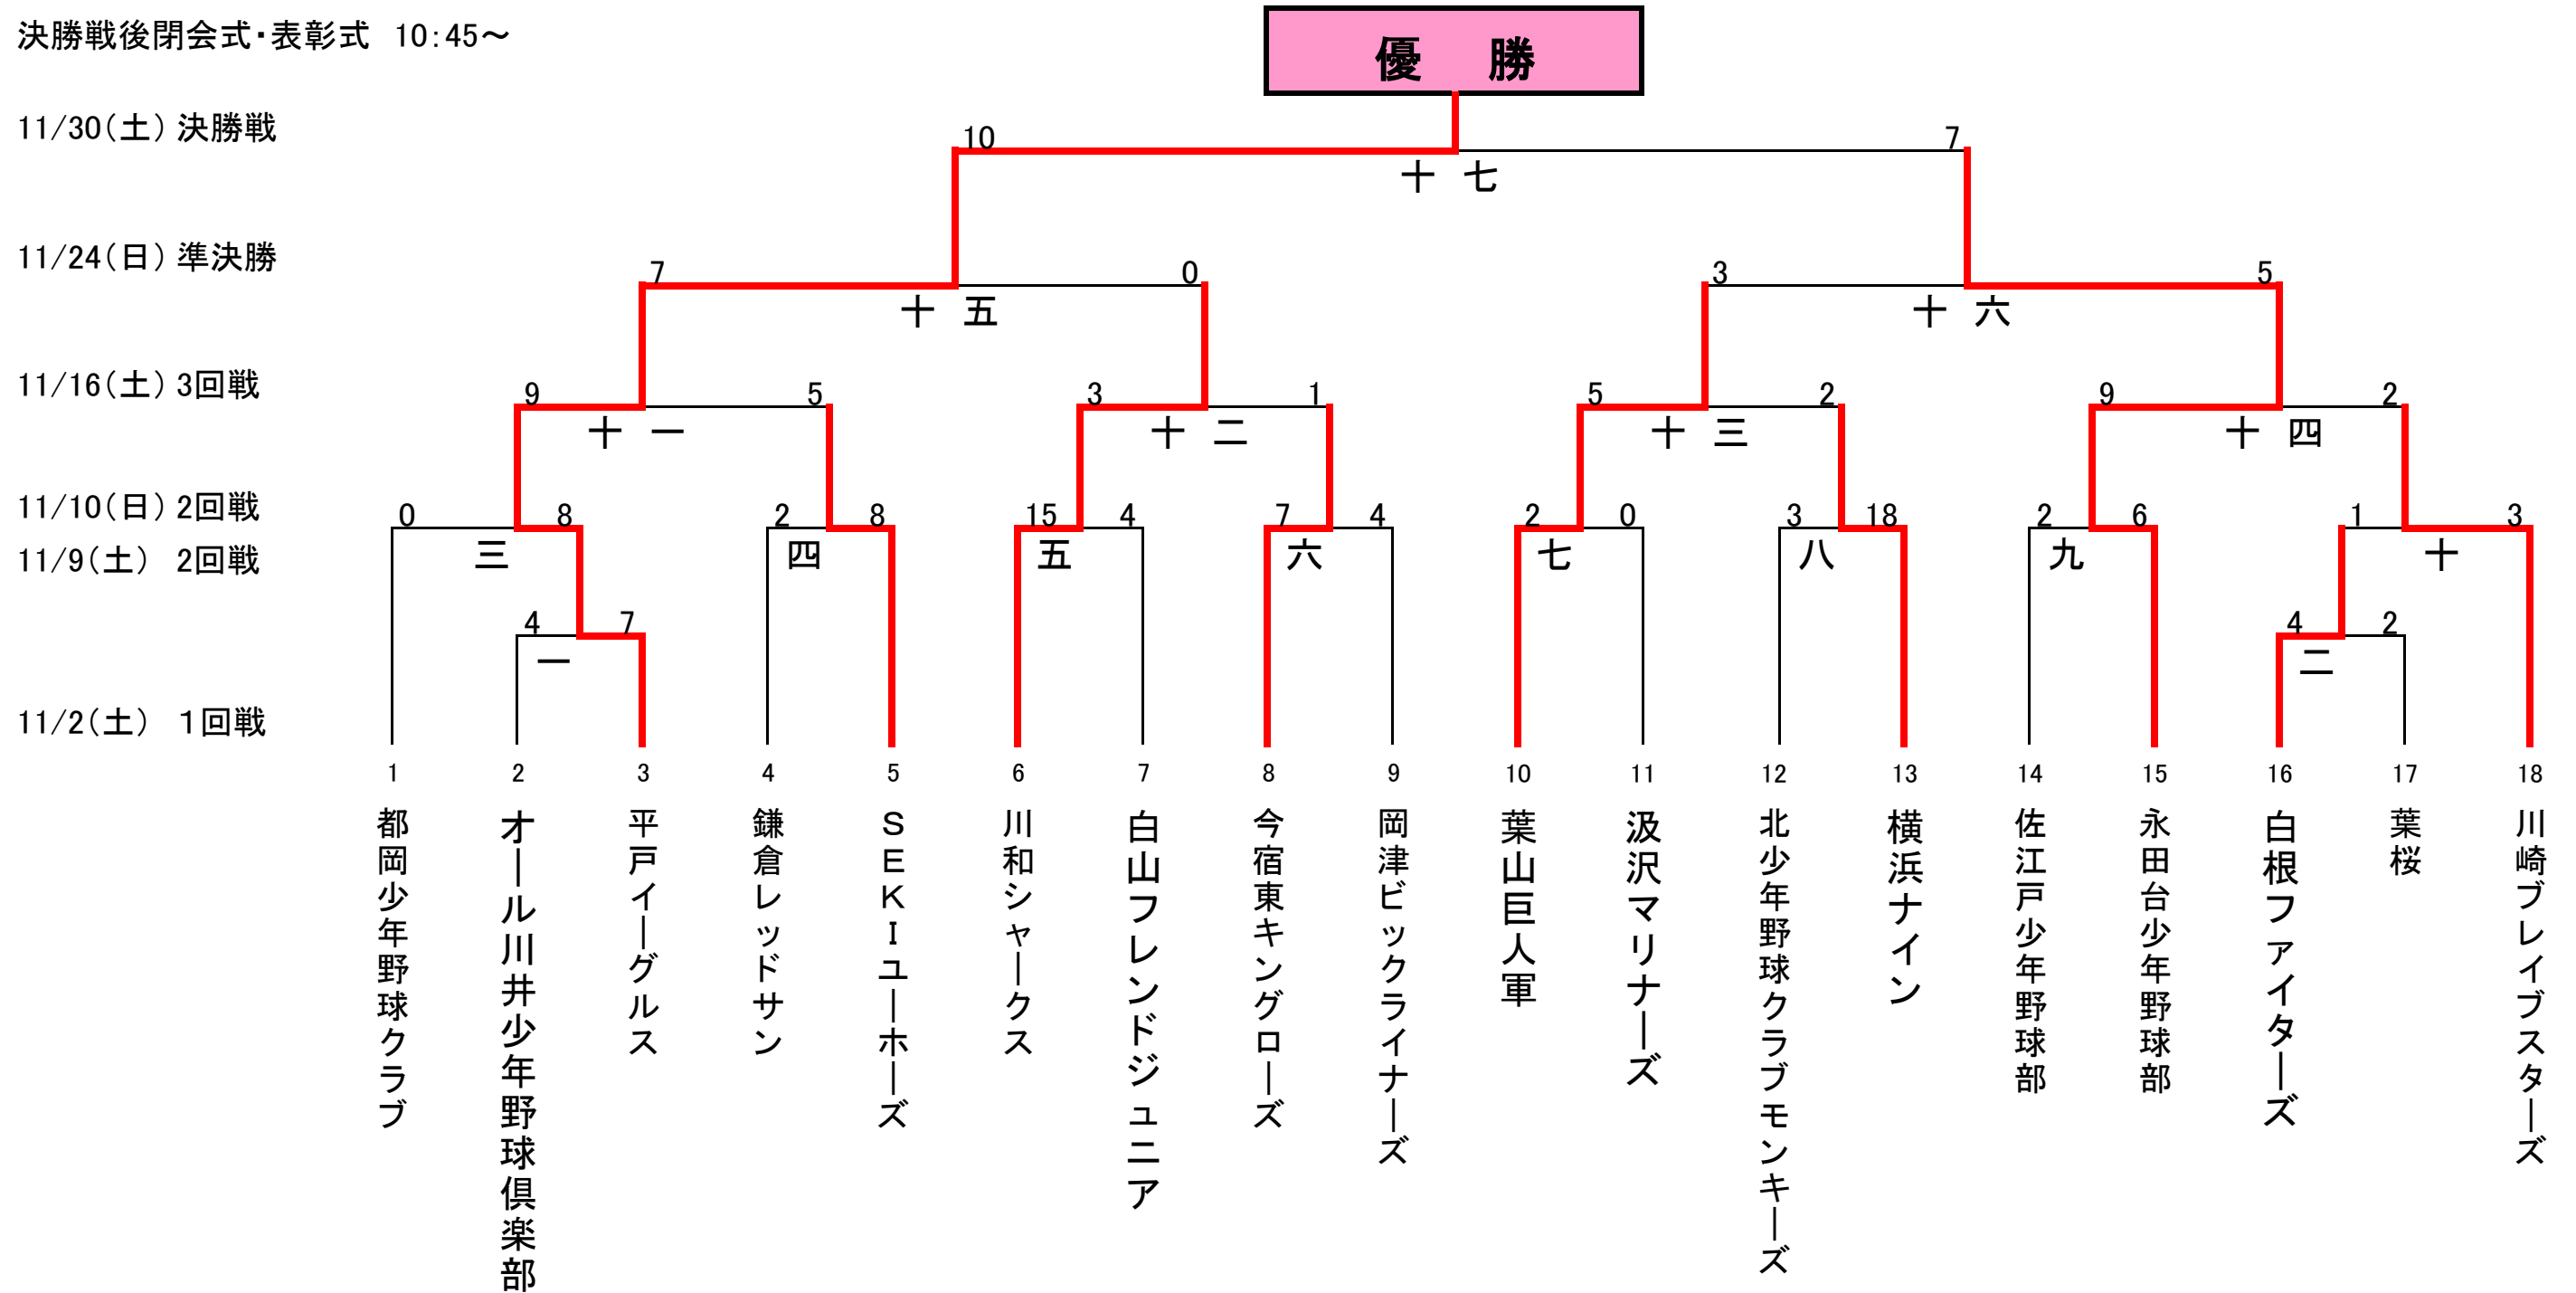 決勝戦後閉会式・表彰式 10:45～
優 勝
11/30(土) 決勝戦
10 7
十 七
11/24(日) 準決勝
7 0 3 5
十 五 十 六
11/16(土) 3回戦
9 5 3 1 5 2 9 2
十 一 十 二 十 三 十 四
11/10(日) 2回戦
0 8 2 8 15 4 7 4 2 0 3 18 2 6 1 3
11/9(土) 2回戦
三 四 五 六 七 八 九 十
4 7 4 2
一 二
11/2(土) 1回戦
1 2 3 4 5 6 7 8 9 10 11 12 13 14 15 16 17 18
都岡少年野球クラブ
オール川井少年野球倶楽部
平戸イーグルス
鎌倉レッドサン
ＳＥＫＩユーホーズ
川和シャークス
白山フレンドジュニア
今宿東キングローズ
岡津ビックライナーズ
葉山巨人軍
汲沢マリナーズ
北少年野球クラブモンキーズ
横浜ナイン
佐江戸少年野球部
永田台少年野球部
白根ファイターズ
葉桜
川崎ブレイブスターズ